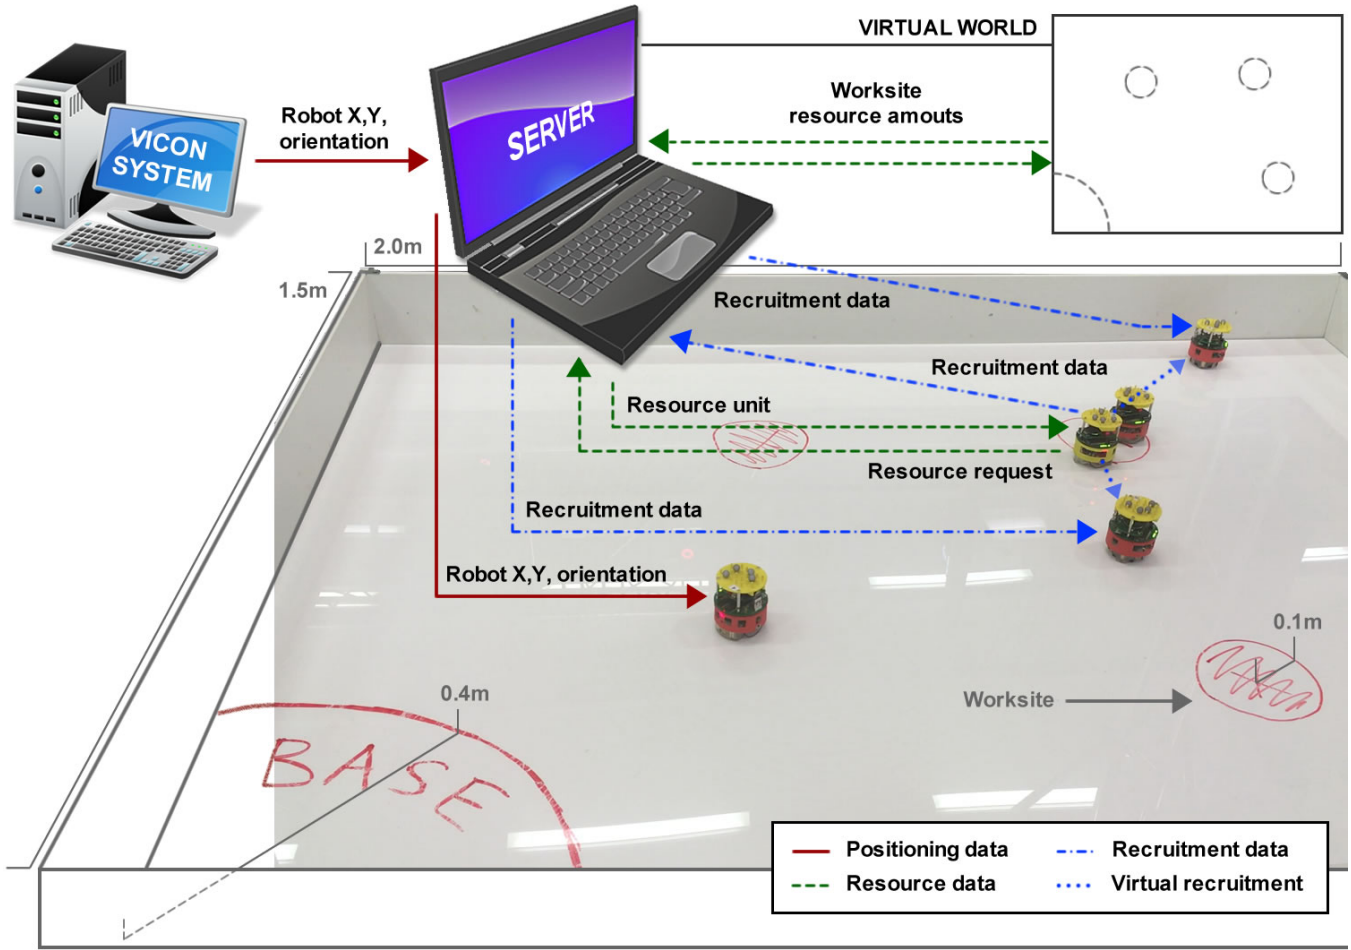 VIRTUAL WORLD
Worksite
resource amouts
Robot X,Y,
orientation
VICON
SYSTEM
SERVER
2.0m
1.5m
Recruitment data
Recruitment data
Resource unit
Resource request
Recruitment data
Robot X,Y, orientation
0.1m
Worksite
0.4m
BASE
Positioning data
Recruitment data
Resource data
Virtual recruitment